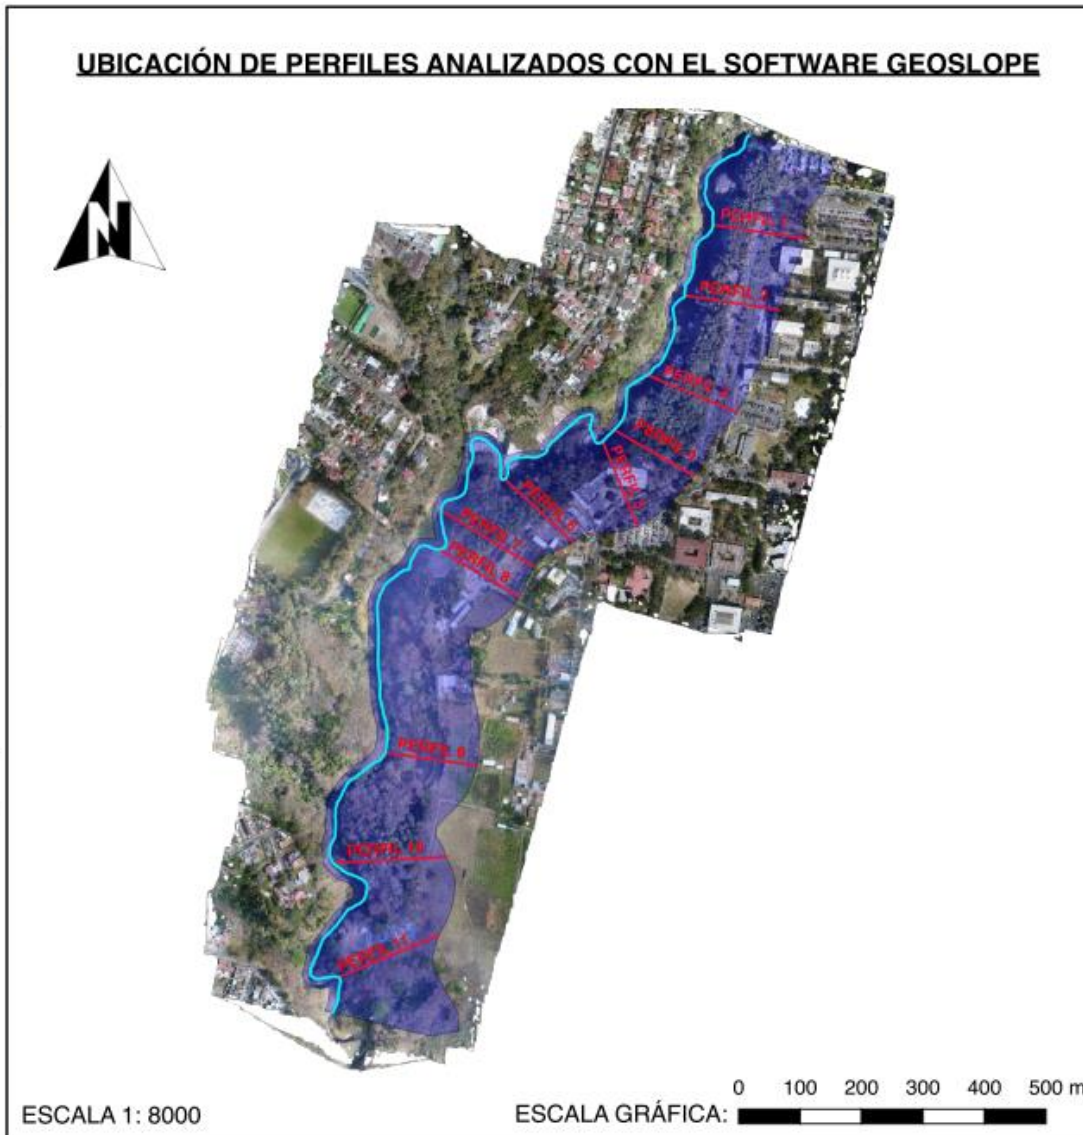 UBICACIÓN DE PERFILES ANALIZADOS CON EL SOFTWARE GEOSLOPE
N
PERFIL 1
PERFIL 2
PERFIL 3
PERFIL 4
PERFIL 5
PERFIL 6
PERFIL 7
PERFIL 8
PERFIL 9
PERFIL 10
PERFIL 11
0 100 200 300 400 500 m
ESCALA 1: 8000
ESCALA GRÁFICA: